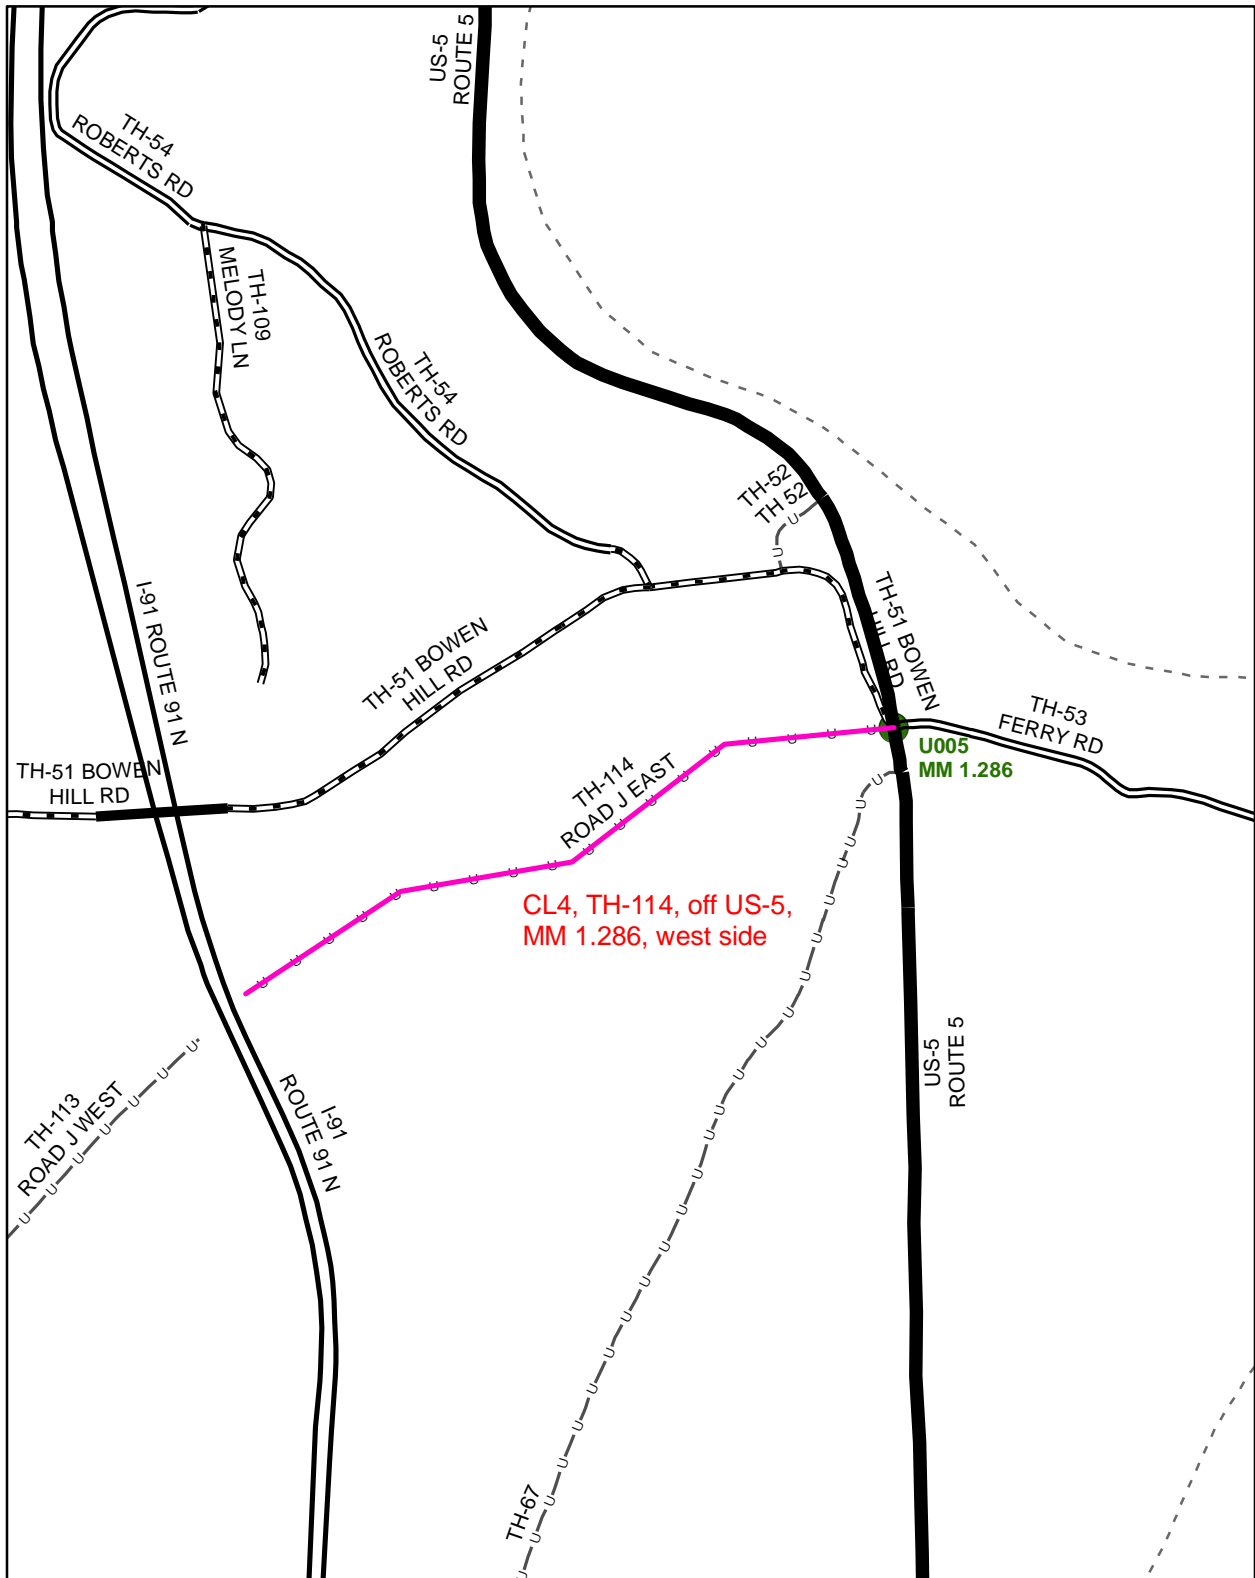 US-5
ROUTE 5
TH-54
ROBERTS RD
TH-109
MELODY LN
TH-54
ROBERTS RD
TH-52
TH 52
I-91 ROUTE 91 N
TH-51 BOWEN
HILL RD
TH-51 BOWEN
HILL RD
TH-53
FERRY RD
U005
MM 1.286
TH-51 BOWEN
HILL RD
TH-114
ROAD J EAST
CL4, TH-114, off US-5,
MM 1.286, west side
US-5
ROUTE 5
I-91
ROUTE 91 N
TH-113
ROAD J WEST
TH-67